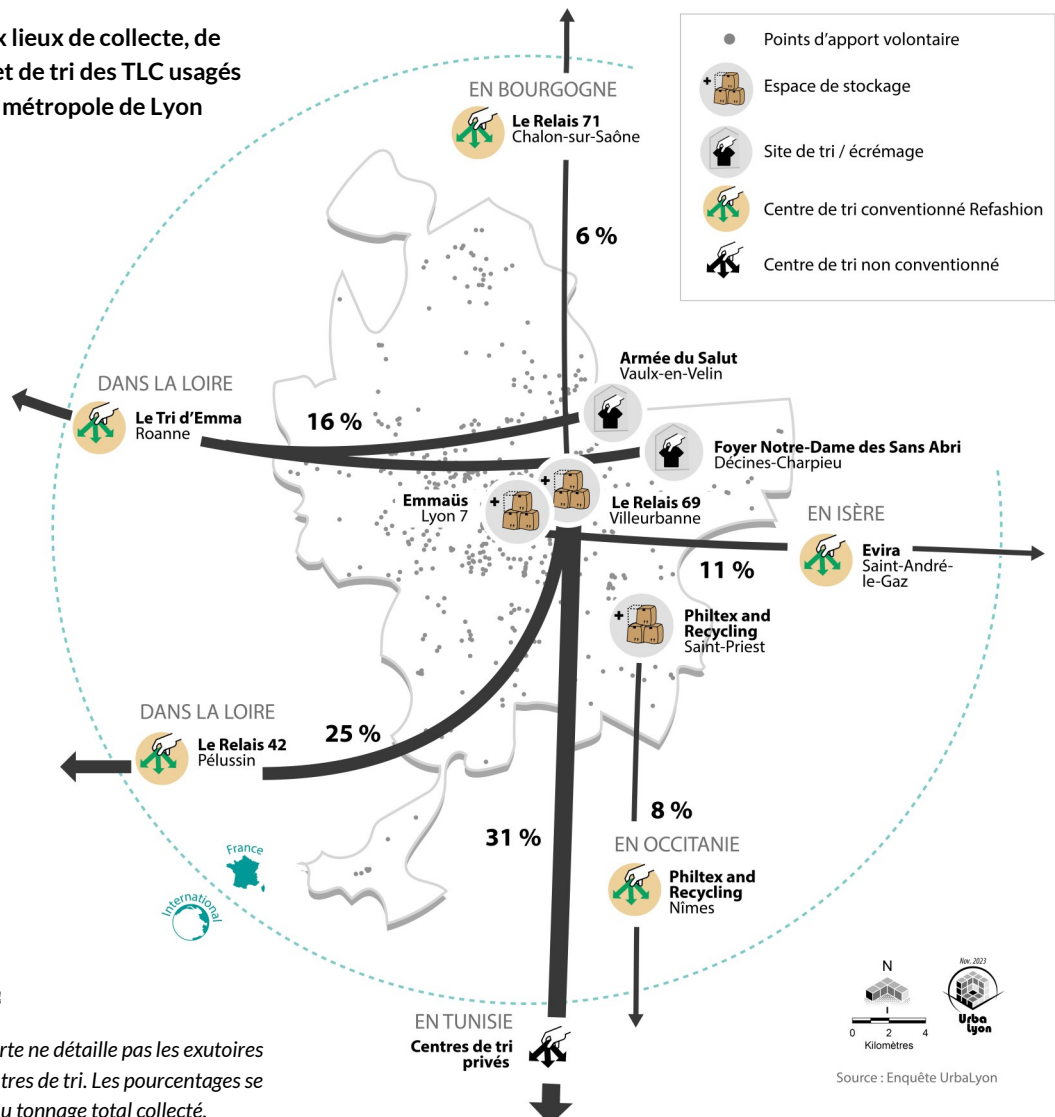 x lieux de collecte, de
et de tri des TLC usagés
métropole de Lyon
Points d'apport volontaire
Espace de stockage
Site de tri / écrémage
Centre de tri conventionné Refashion
Centre de tri non conventionné
EN BOURGOGNE
Le Relais 71
Chalon-sur-Saône
6 %
Armée du Salut
Vaulx-en-Velin
DANS LA LOIRE
Le Tri d'Emma
Roanne
16 %
Foyer Notre-Dame des Sans Abri
Décines-Charpieu
Emmaüs
Lyon 7
Le Relais 69
Villeurbanne
EN ISÈRE
Evira
Saint-André-
le-Gaz
11 %
Philtex and
Recycling
Saint-Priest
DANS LA LOIRE
Le Relais 42
Pélussin
25 %
31 %
8 %
EN OCCITANIE
Philtex and
Recycling
Nîmes
France
International
EN TUNISIE
Centres de tri
privés
N
0 2 4
Kilomètres
Nov. 2023
Urba
Lyon
Source : Enquête UrbaLyon
rte ne détaille pas les exutoires
tres de tri. Les pourcentages se
u tonnage total collecté.